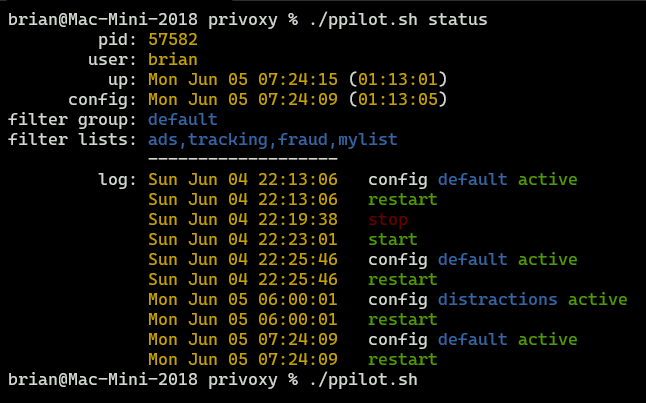 brian@Mac-Mini-2018 privoxy % ./ppilot.sh status
pid: 57582
user: brian
up: Mon Jun 05 07:24:15 (01:13:01)
config: Mon Jun 05 07:24:09 (01:13:05)
filter group: default
filter lists: ads,tracking,fraud,mylist
-------------------
log: Sun Jun 04 22:13:06 config default active
Sun Jun 04 22:13:06 restart
Sun Jun 04 22:19:38 stop
Sun Jun 04 22:23:01 start
Sun Jun 04 22:25:46 config default active
Sun Jun 04 22:25:46 restart
Mon Jun 05 06:00:01 config distractions active
Mon Jun 05 06:00:01 restart
Mon Jun 05 07:24:09 config default active
Mon Jun 05 07:24:09 restart
brian@Mac-Mini-2018 privoxy % ./ppilot.sh